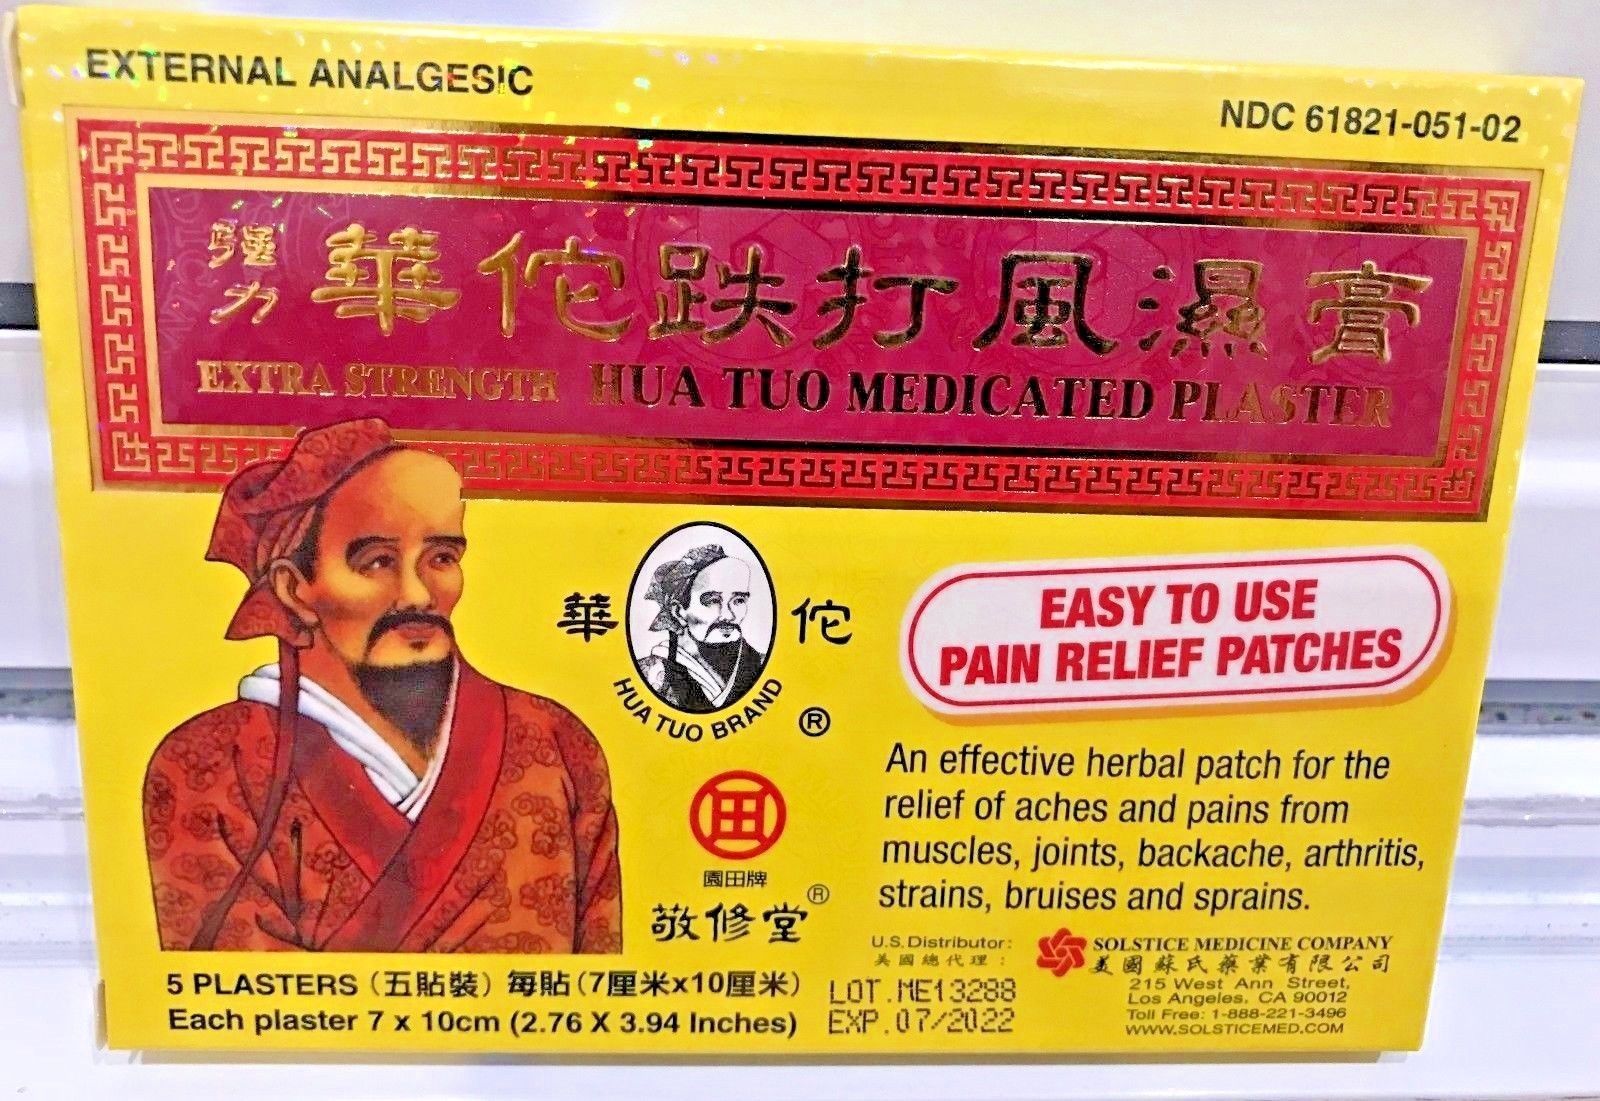 EXTERNAL ANALGESIC
NDC 61821-051-02
強力 華佗跌打風濕膏
EXTRA STRENGTH HUA TUO MEDICATED PLASTER
華 佗
HUA TUO BRAND ®
EASY TO USE
PAIN RELIEF PATCHES
An effective herbal patch for the
relief of aches and pains from
muscles, joints, backache, arthritis,
strains, bruises and sprains.
田
園田牌
敬修堂®
5 PLASTERS (五貼裝) 每貼(7厘米x10厘米)
Each plaster 7 x 10cm (2.76 X 3.94 Inches)
LOT.ME13288
EXP.07/2022
U.S.Distributor:
美國總代理:
SOLSTICE MEDICINE COMPANY
美國蘇氏藥業有限公司
215 West Ann Street,
Los Angeles, CA 90012
Toll Free: 1-888-221-3496
WWW.SOLSTICEMED.COM